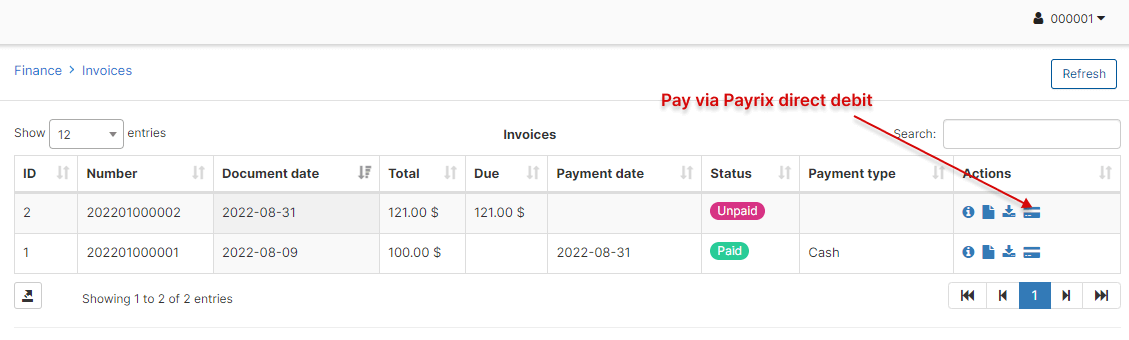 000001
Finance > Invoices
Refresh
Pay via Payrix direct debit
Show 12 entries
Invoices
Search:
ID Number Document date Total Due Payment date Status Payment type Actions
2 202201000002 2022-08-31 121.00 $ 121.00 $ Unpaid
1 202201000001 2022-08-09 100.00 $ 2022-08-31 Paid Cash
Showing 1 to 2 of 2 entries
1